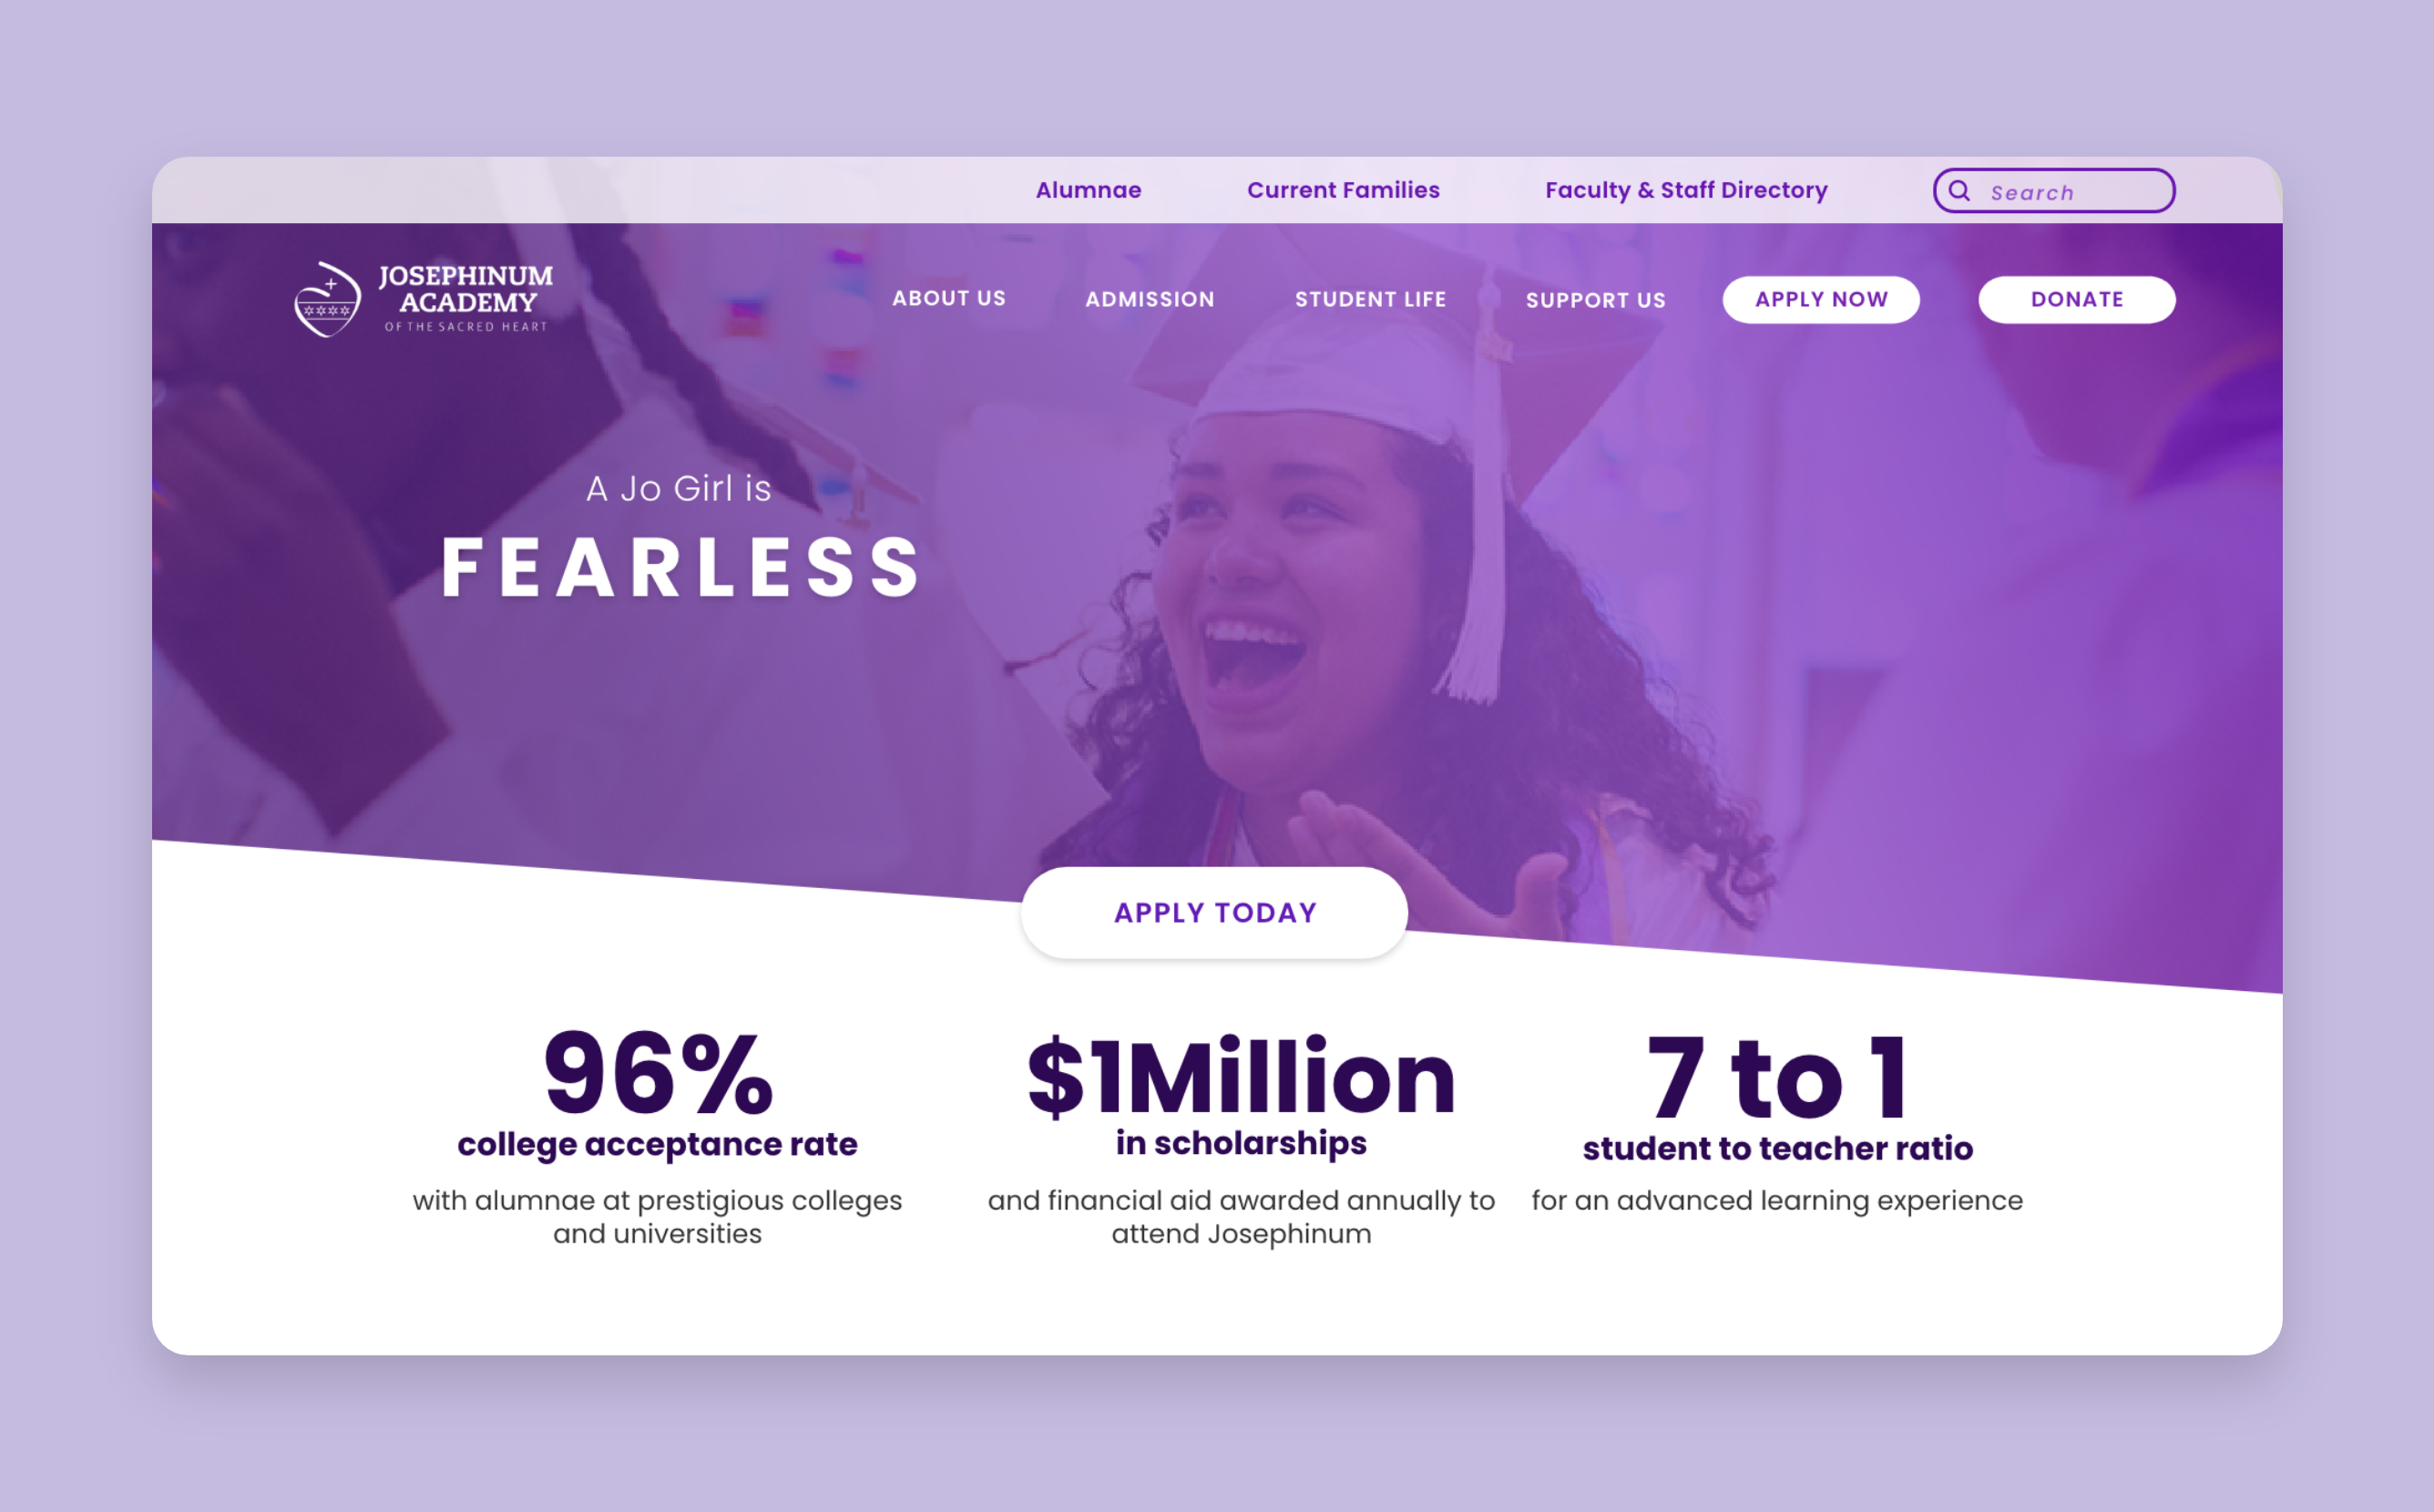 Alumnae
Current Families
Faculty & Staff Directory
Search
JOSEPHINUM
ACADEMY
OF THE SACRED HEART
ABOUT US
ADMISSION
STUDENT LIFE
SUPPORT US
APPLY NOW
DONATE
A Jo Girl is
FEARLESS
APPLY TODAY
96%
college acceptance rate
with alumnae at prestigious colleges
and universities
$1Million
in scholarships
and financial aid awarded annually to
attend Josephinum
7 to 1
student to teacher ratio
for an advanced learning experience